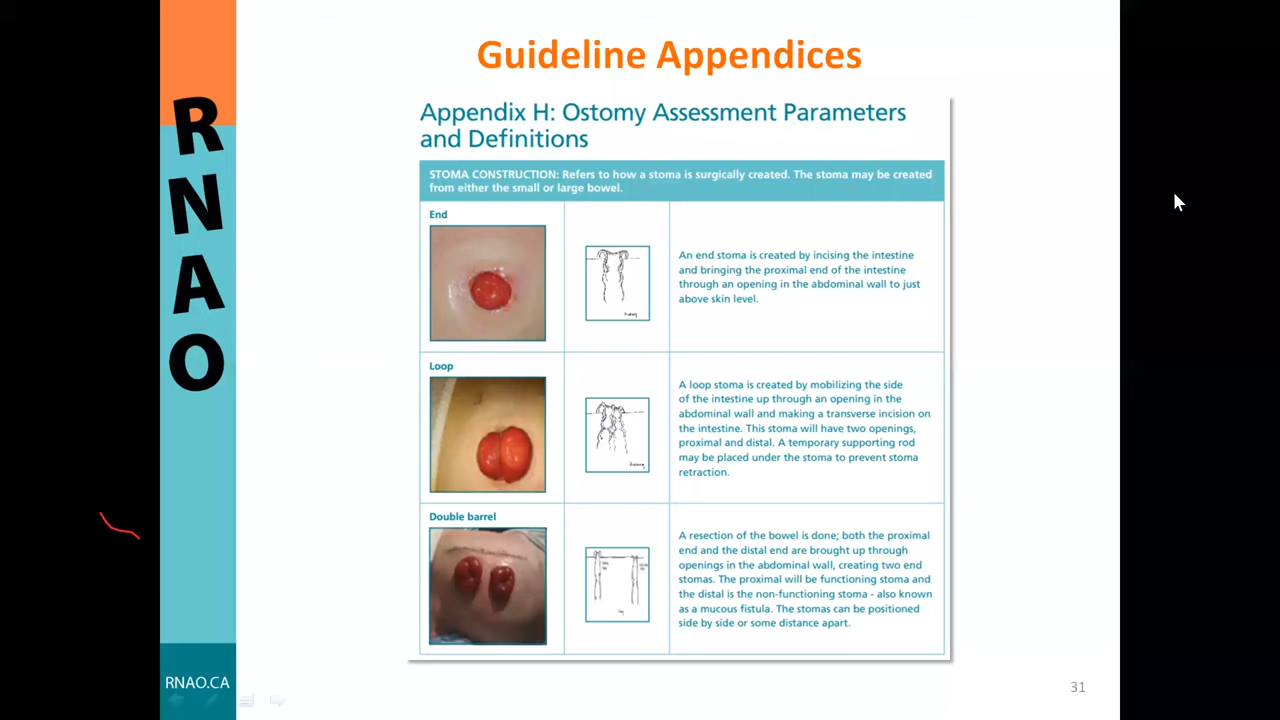 Guideline Appendices
R
N
A
O
Appendix H: Ostomy Assessment Parameters
and Definitions
STOMA CONSTRUCTION: Refers to how a stoma is surgically created. The stoma may be created
from either the small or large bowel.
End
An end stoma is created by incising the intestine
and bringing the proximal end of the intestine
through an opening in the abdominal wall to just
above skin level.
Loop
A loop stoma is created by mobilizing the side
of the intestine up through an opening in the
abdominal wall and making a transverse incision on
the intestine. This stoma will have two openings,
proximal and distal. A temporary supporting rod
may be placed under the stoma to prevent stoma
retraction.
Double barrel
A resection of the bowel is done; both the proximal
end and the distal end are brought up through
openings in the abdominal wall, creating two end
stomas. The proximal will be functioning stoma and
the distal is the non-functioning stoma - also known
as a mucous fistula. The stomas can be positioned
side by side or some distance apart.
RNAO.CA
31